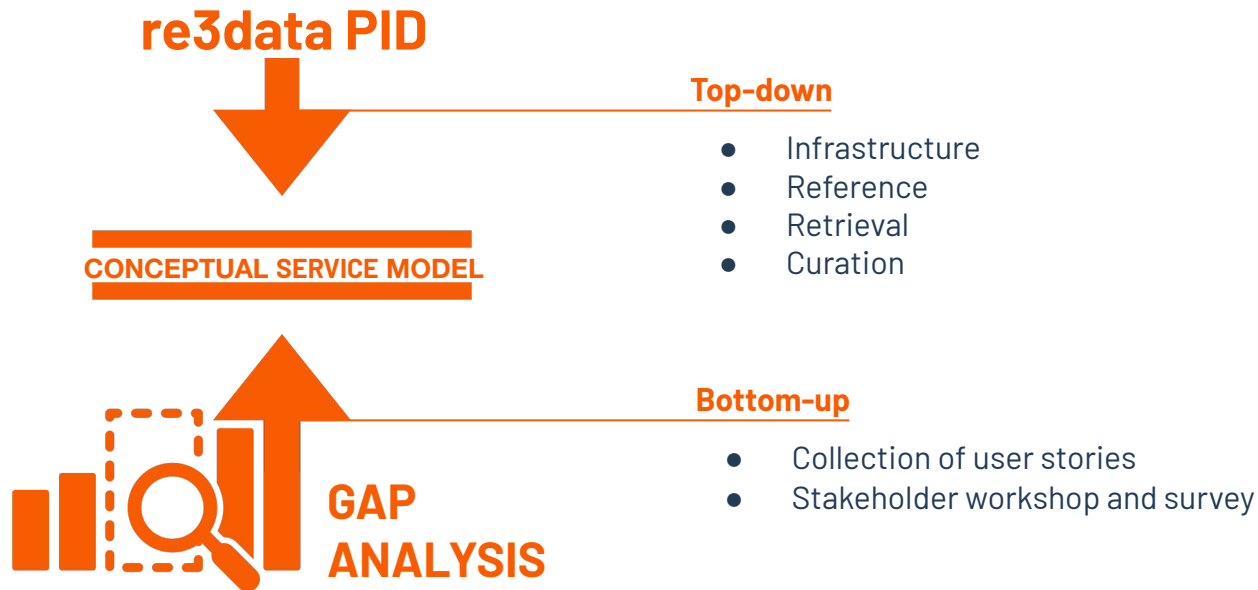 re3data PID
Top-down
● Infrastructure
● Reference
● Retrieval
● Curation
CONCEPTUAL SERVICE MODEL
Bottom-up
● Collection of user stories
● Stakeholder workshop and survey
GAP
ANALYSIS